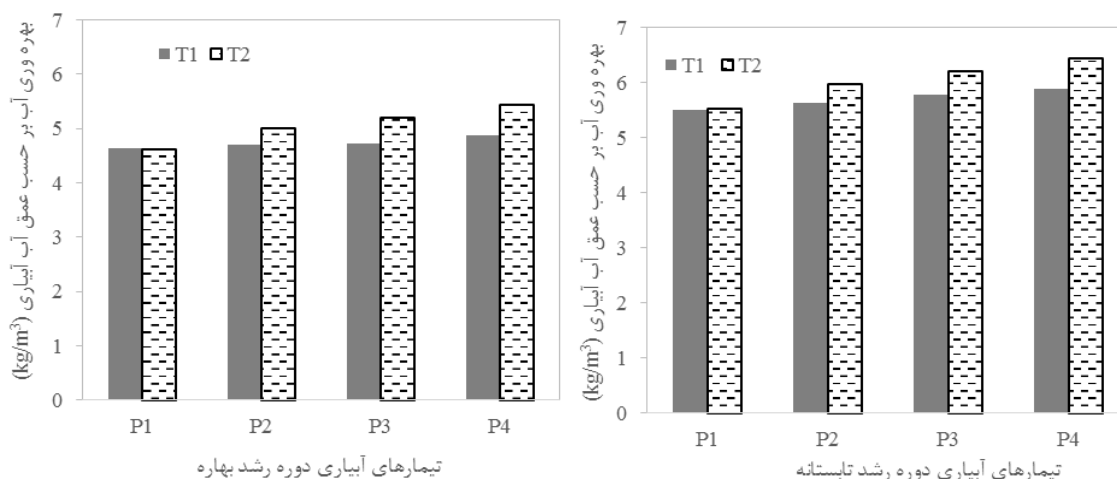 بهره وری آب بر حسب عمق آب آبیاری (kg/m³)
7
6
5
4
3
2
1
0
T1 T2
P1 P2 P3 P4
تیمارهای آبیاری دوره رشد بهاره
بهره وری آب بر حسب عمق آب آبیاری (kg/m³)
7
6
5
4
3
2
1
0
T1 T2
P1 P2 P3 P4
تیمارهای آبیاری دوره رشد تابستانه